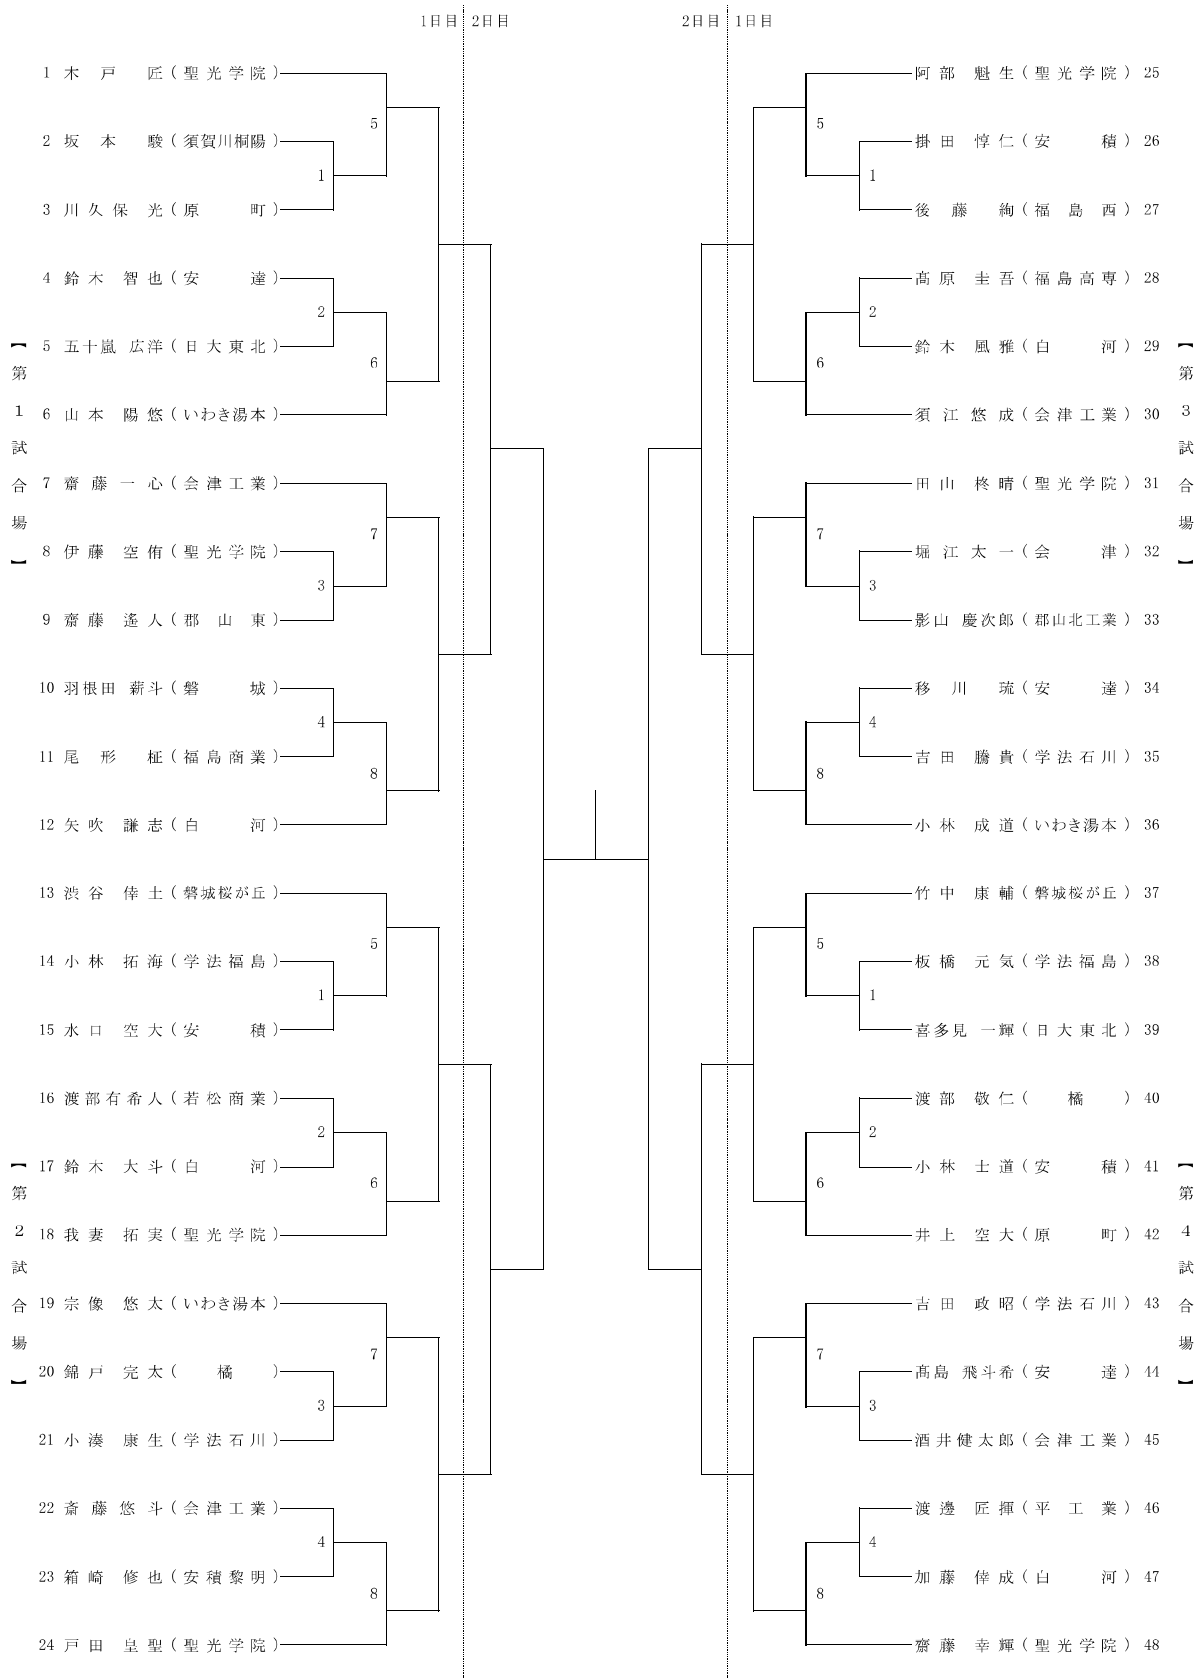 1日目 2日目
2日目 1日目
【第1試合場】
1 木戸 匠(聖光学院)
5
2 坂本 駿(須賀川桐陽)
1
3 川久保 光(原町)
4 鈴木 智也(安達)
2
5 五十嵐 広洋(日大東北)
6
6 山本 陽悠(いわき湯本)
7 齋藤 一心(会津工業)
7
8 伊藤 空侑(聖光学院)
3
9 齋藤 遙人(郡山東)
10 羽根田 薪斗(磐城)
4
11 尾形 柾(福島商業)
8
12 矢吹 謙志(白河)
【第2試合場】
13 渋谷 倖士(磐城桜が丘)
5
14 小林 拓海(学法福島)
1
15 水口 空大(安積)
16 渡部 有希人(若松商業)
2
17 鈴木 大斗(白河)
6
18 我妻 拓実(聖光学院)
19 宗像 悠太(いわき湯本)
7
20 錦戸 完太(橘)
3
21 小湊 康生(学法石川)
22 斎藤 悠斗(会津工業)
4
23 箱崎 修也(安積黎明)
8
24 戸田 皇聖(聖光学院)
【第3試合場】
阿部 魁生(聖光学院) 25
5
掛田 惇仁(安積) 26
1
後藤 絢(福島西) 27
髙原 圭吾(福島高専) 28
2
鈴木 風雅(白河) 29
6
須江 悠成(会津工業) 30
田山 柊晴(聖光学院) 31
7
堀江 太一(会津) 32
3
影山 慶次郎(郡山北工業) 33
移川 琉(安達) 34
4
吉田 騰貴(学法石川) 35
8
小林 成道(いわき湯本) 36
【第4試合場】
竹中 康輔(磐城桜が丘) 37
5
板橋 元気(学法福島) 38
1
喜多見 一輝(日大東北) 39
渡部 敬仁(橘) 40
2
小林 士道(安積) 41
6
井上 空大(原町) 42
吉田 政昭(学法石川) 43
7
髙島 飛斗希(安達) 44
3
酒井 健太郎(会津工業) 45
渡邊 匠揮(平工業) 46
4
加藤 倖成(白河) 47
8
齋藤 幸輝(聖光学院) 48